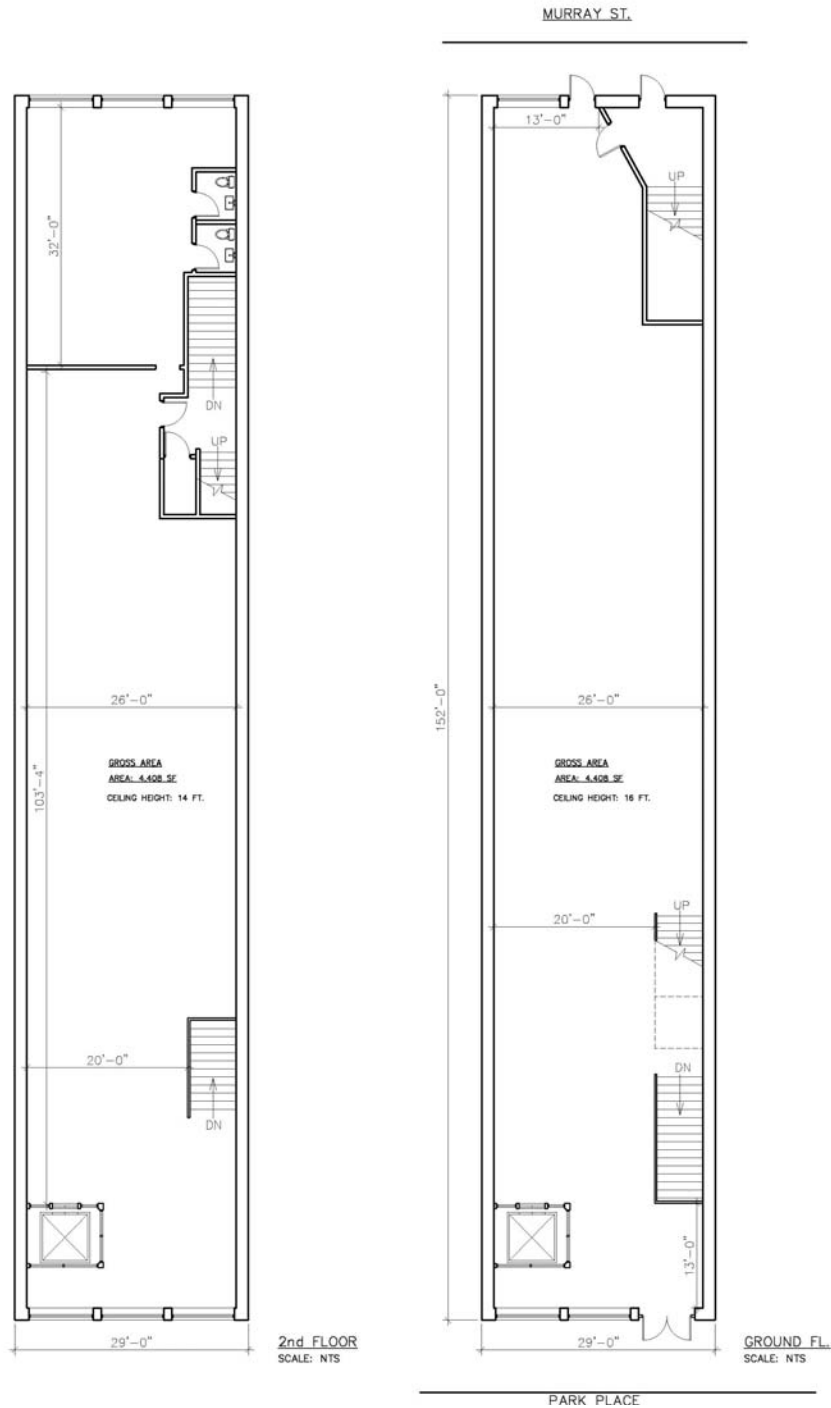 MURRAY ST.
13'-0"
UP
32'-0"
DN
UP
26'-0"
26'-0"
152'-0"
103'-4"
GROSS AREA
AREA: 4.408 SF
CEILING HEIGHT: 14 FT.
GROSS AREA
AREA: 4.408 SF
CEILING HEIGHT: 16 FT.
UP
20'-0"
20'-0"
DN
DN
13'-0"
29'-0"
2nd FLOOR
SCALE: NTS
29'-0"
GROUND FL.
SCALE: NTS
PARK PLACE